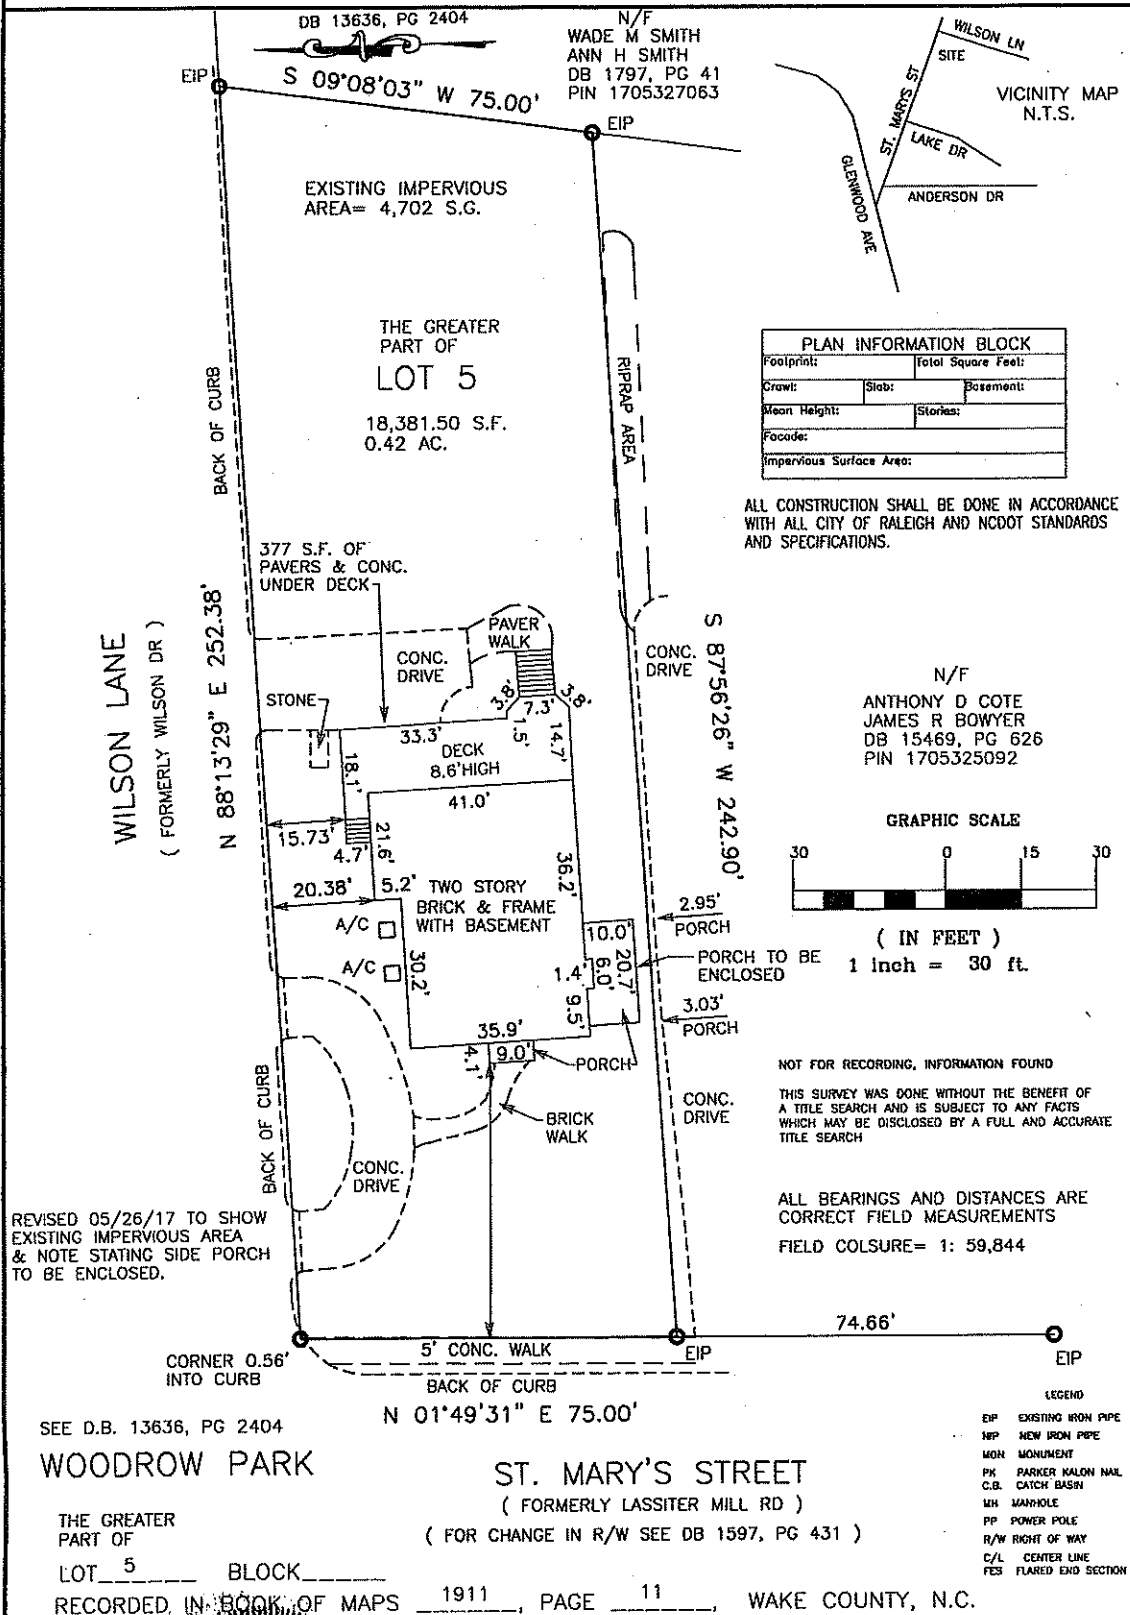 DB 13636, PG 2404
N/F
WADE M SMITH
ANN H SMITH
DB 1797, PG 41
PIN 1705327063
EIP
S 09°08'03" W 75.00'
EIP
WILSON LN
SITE
ST. MARYS ST
LAKE DR
GLENWOOD AVE
ANDERSON DR
VICINITY MAP
N.T.S.
EXISTING IMPERVIOUS
AREA= 4,702 S.G.
THE GREATER
PART OF
LOT 5
18,381.50 S.F.
0.42 AC.
BACK OF CURB
RIPRAP AREA
PLAN INFORMATION BLOCK
Footprint:
Total Square Feet:
Crawl:
Slab:
Basement:
Mean Height:
Stories:
Facade:
Impervious Surface Area:
ALL CONSTRUCTION SHALL BE DONE IN ACCORDANCE
WITH ALL CITY OF RALEIGH AND NCDOT STANDARDS
AND SPECIFICATIONS.
377 S.F. OF
PAVERS & CONC.
UNDER DECK
WILSON LANE
( FORMERLY WILSON DR )
N 88°13'29" E 252.38'
PAVER
WALK
CONC.
DRIVE
STONE
3.8'
7.3'
3.8'
1.5'
14.7'
33.3'
DECK
8.6'HIGH
18.1'
41.0'
15.73'
4.7'
21.6'
36.2'
20.38'
5.2'
TWO STORY
BRICK & FRAME
WITH BASEMENT
A/C
A/C
30.2'
10.0'
20.7'
6.0'
1.4'
9.5'
35.9'
4.1'
9.0'
PORCH
BRICK
WALK
CONC.
DRIVE
S 87°56'26" W 242.90'
2.95'
PORCH
PORCH TO BE
ENCLOSED
3.03'
PORCH
CONC.
DRIVE
N/F
ANTHONY D COTE
JAMES R BOWYER
DB 15469, PG 626
PIN 1705325092
GRAPHIC SCALE
30 0 15 30
( IN FEET )
1 inch = 30 ft.
NOT FOR RECORDING, INFORMATION FOUND
THIS SURVEY WAS DONE WITHOUT THE BENEFIT OF
A TITLE SEARCH AND IS SUBJECT TO ANY FACTS
WHICH MAY BE DISCLOSED BY A FULL AND ACCURATE
TITLE SEARCH
ALL BEARINGS AND DISTANCES ARE
CORRECT FIELD MEASUREMENTS
FIELD COLSURE= 1: 59,844
BACK OF CURB
CONC.
DRIVE
REVISED 05/26/17 TO SHOW
EXISTING IMPERVIOUS AREA
& NOTE STATING SIDE PORCH
TO BE ENCLOSED.
74.66'
CORNER 0.56'
INTO CURB
5' CONC. WALK
EIP
EIP
BACK OF CURB
N 01°49'31" E 75.00'
SEE D.B. 13636, PG 2404
WOODROW PARK
ST. MARY'S STREET
( FORMERLY LASSITER MILL RD )
( FOR CHANGE IN R/W SEE DB 1597, PG 431 )
LEGEND
EIP EXISTING IRON PIPE
NIP NEW IRON PIPE
MON MONUMENT
PK PARKER KALON NAIL
C.B. CATCH BASIN
MH MANHOLE
PP POWER POLE
R/W RIGHT OF WAY
C/L CENTER LINE
FES FLARED END SECTION
THE GREATER
PART OF
LOT 5 BLOCK
RECORDED IN BOOK OF MAPS 1911, PAGE 11, WAKE COUNTY, N.C.